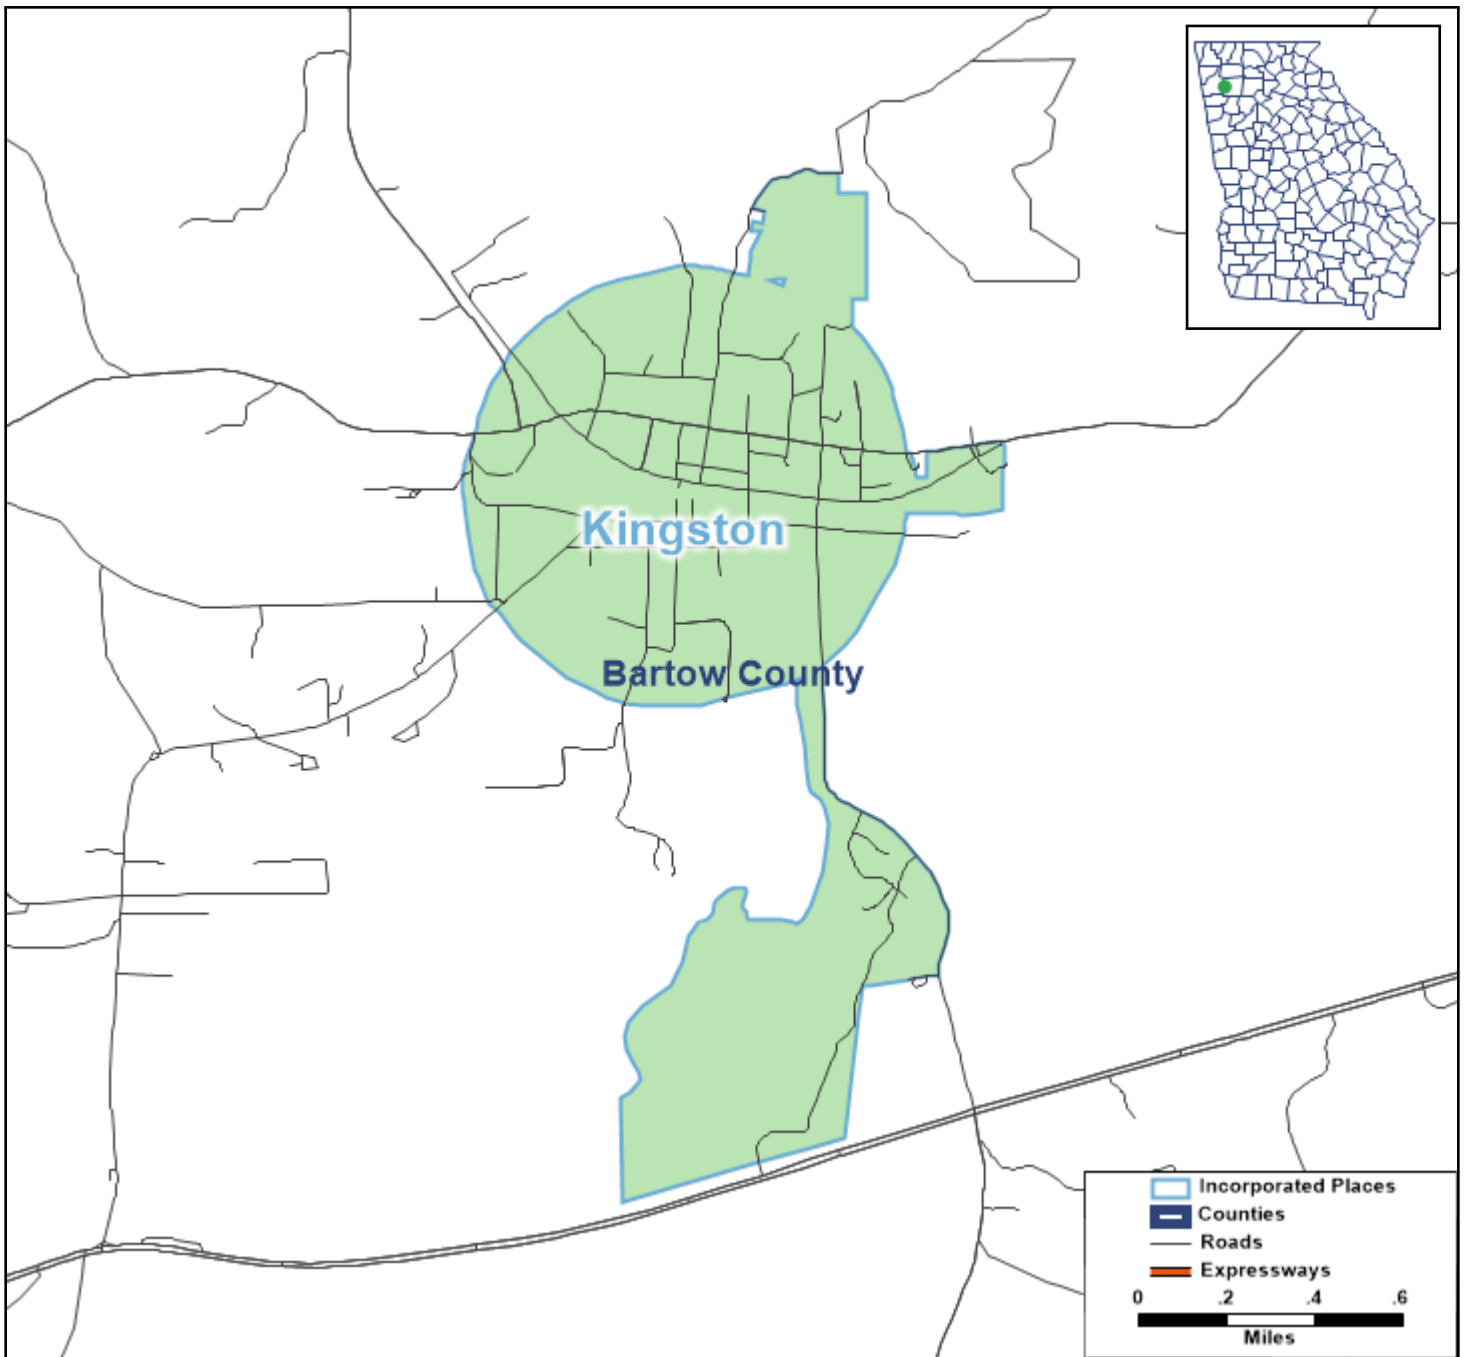 Kingston
Bartow County
Incorporated Places
Counties
Roads
Expressways
0 .2 .4 .6
Miles